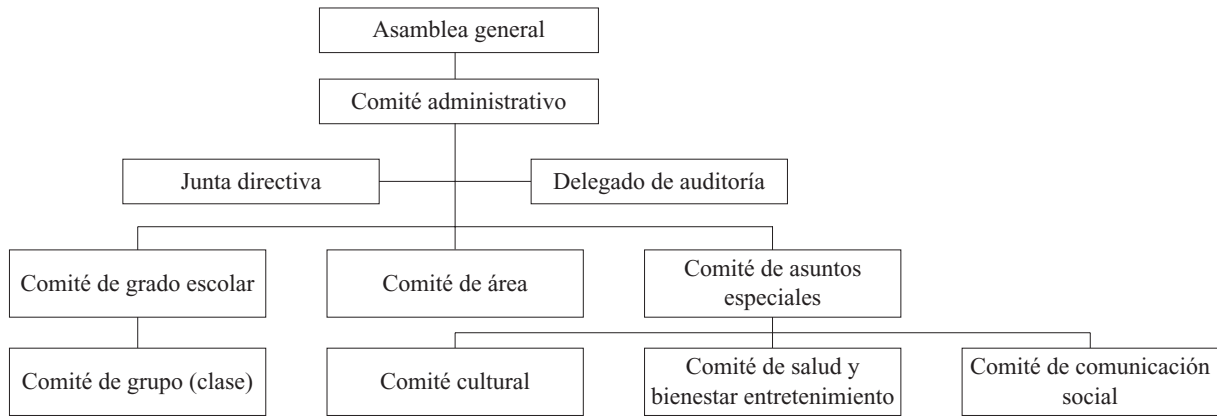 Asamblea general
Comité administrativo
Junta directiva
Delegado de auditoría
Comité de grado escolar
Comité de área
Comité de asuntos
especiales
Comité de grupo (clase)
Comité cultural
Comité de salud y
bienestar entretenimiento
Comité de comunicación
social